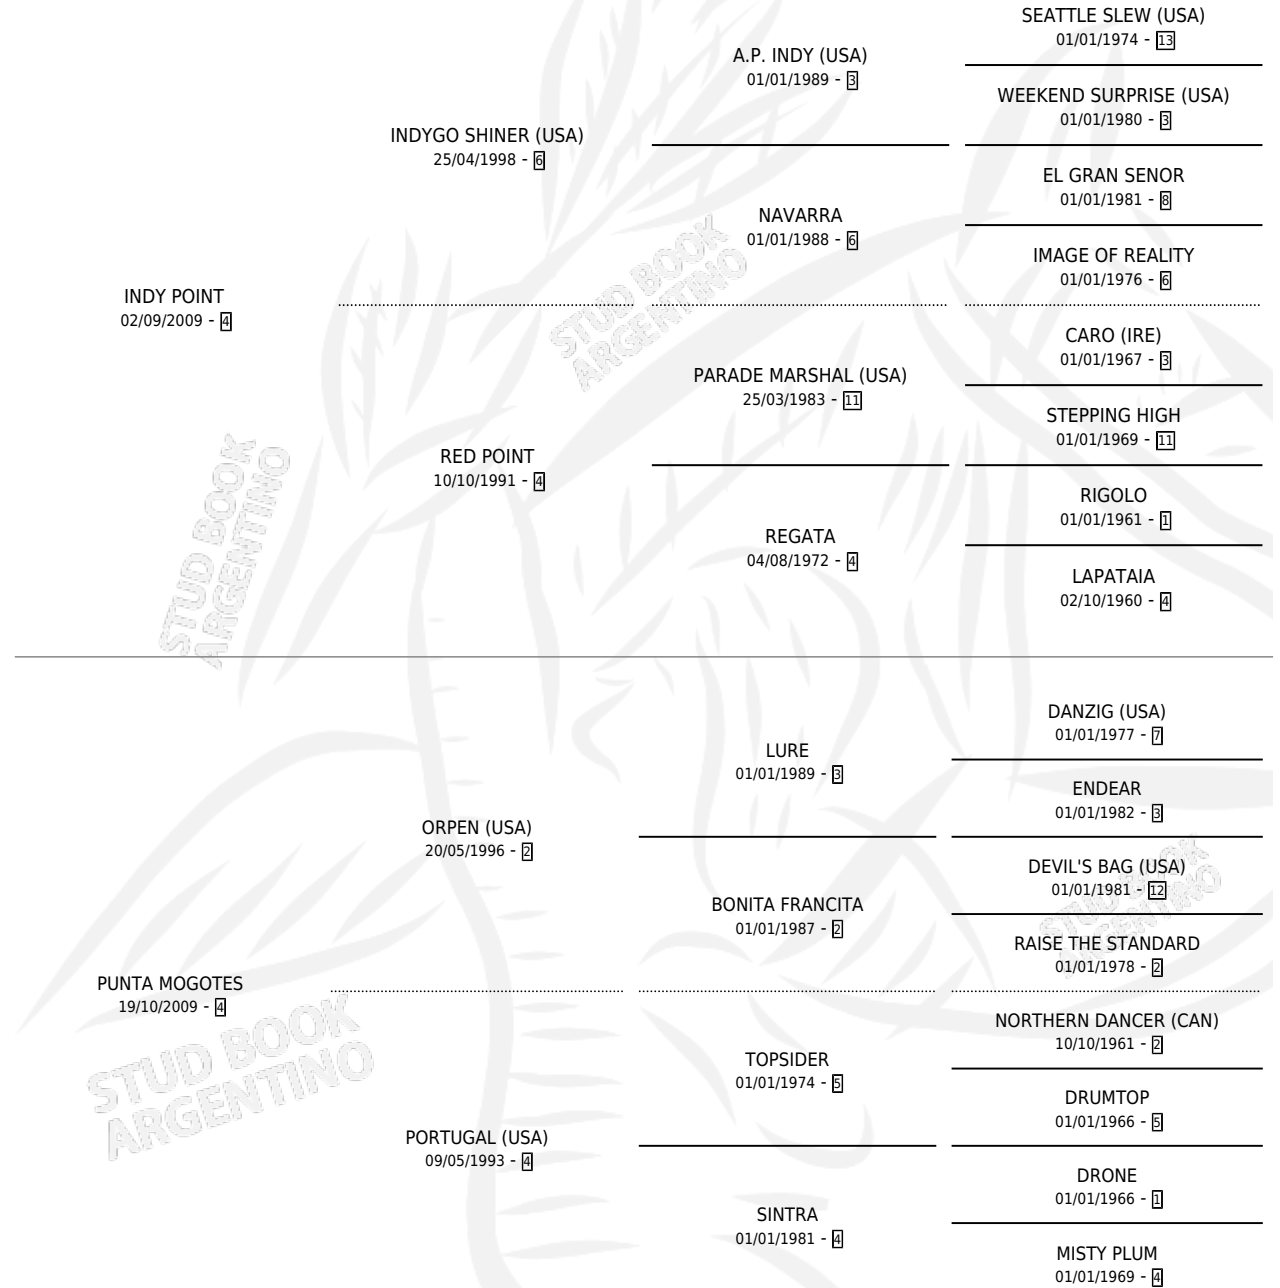 SEATTLE SLEW (USA)
01/01/1974 - 13
A.P. INDY (USA)
01/01/1989 - 3
WEEKEND SURPRISE (USA)
01/01/1980 - 3
INDYGO SHINER (USA)
25/04/1998 - 6
EL GRAN SENOR
01/01/1981 - 8
NAVARRA
01/01/1988 - 6
IMAGE OF REALITY
01/01/1976 - 6
INDY POINT
02/09/2009 - 4
CARO (IRE)
01/01/1967 - 3
PARADE MARSHAL (USA)
25/03/1983 - 11
STEPPING HIGH
01/01/1969 - 11
RED POINT
10/10/1991 - 4
RIGOLO
01/01/1961 - 1
REGATA
04/08/1972 - 4
LAPATAIA
02/10/1960 - 4
DANZIG (USA)
01/01/1977 - 7
LURE
01/01/1989 - 3
ENDEAR
01/01/1982 - 3
ORPEN (USA)
20/05/1996 - 2
DEVIL'S BAG (USA)
01/01/1981 - 12
BONITA FRANCITA
01/01/1987 - 2
RAISE THE STANDARD
01/01/1978 - 2
PUNTA MOGOTES
19/10/2009 - 4
NORTHERN DANCER (CAN)
10/10/1961 - 2
TOPSIDER
01/01/1974 - 5
DRUMTOP
01/01/1966 - 5
PORTUGAL (USA)
09/05/1993 - 4
DRONE
01/01/1966 - 1
SINTRA
01/01/1981 - 4
MISTY PLUM
01/01/1969 - 4
STUD BOOK
ARGENTINO
STUD BOOK
ARGENTINO
STUD BOOK
ARGENTINO
STUD BOOK
ARGENTINO